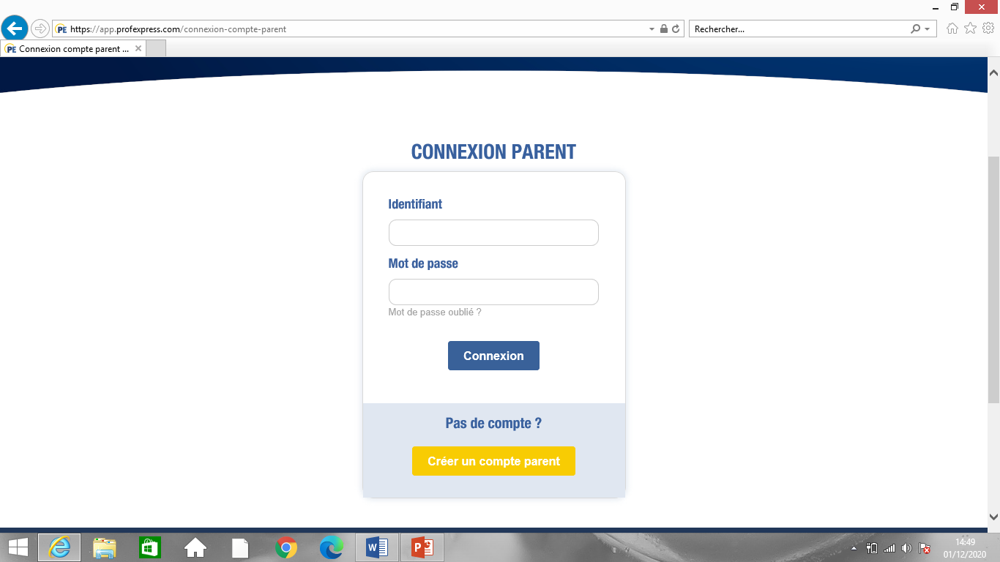 https://app.profexpress.com/connexion-compte-parent
Rechercher...
PE Connexion compte parent ...
CONNEXION PARENT
Identifiant
Mot de passe
Mot de passe oublié ?
Connexion
Pas de compte ?
Créer un compte parent
14:49
01/12/2020